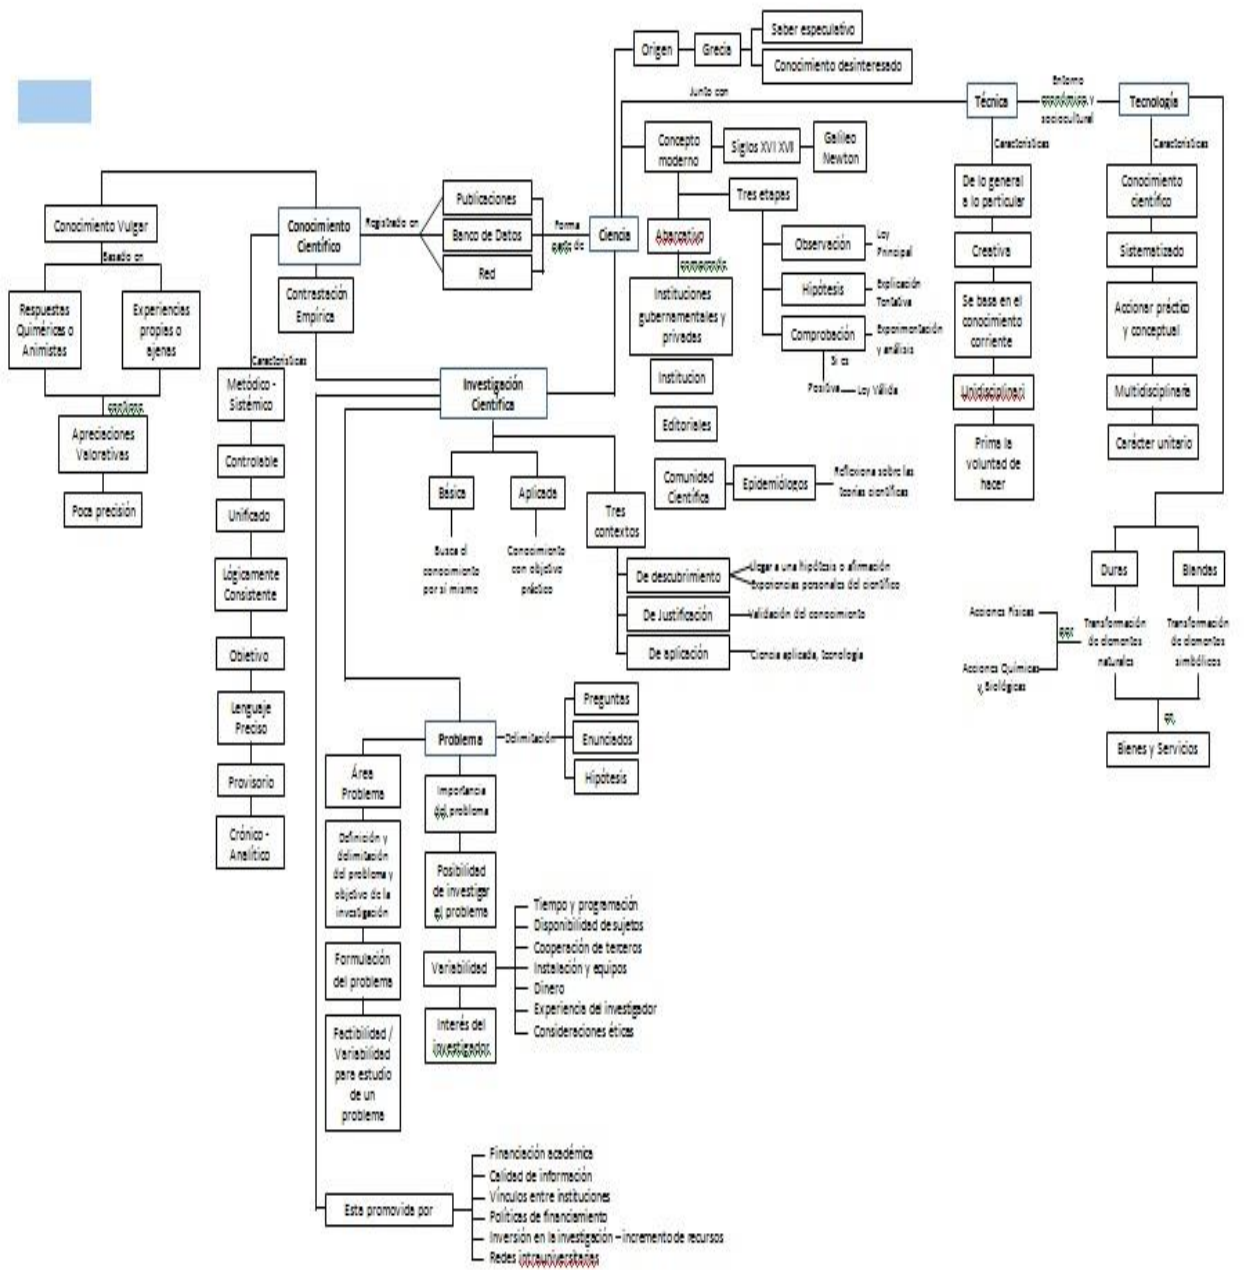 Origen
Grecia
Saber especulativo
Conocimiento desinteresado
Junto con
Técnica
Entorno
económico y
sociocultural
Tecnología
Características
Características
Concepto
moderno
Siglos XVI XVII
Galileo
Newton
De lo general
a lo particular
Creativa
Se basa en el
conocimiento
corriente
Unidisciplinaci
Prima la
voluntad de
hacer
Conocimiento
científico
Sistematizado
Accionar práctico
y conceptual
Multidisciplinaria
Carácter unitario
Duras
Blandas
Acciones Físicas
Acciones Químicas
y Biológicas
por
Transformación
de elementos
naturales
Transformación
de elementos
simbólicos
en
Bienes y Servicios
Tres etapas
Observación
Ley
Principal
Hipótesis
Explicación
Tentativa
Comprobación
Experimentación
y análisis
Si es
Positiva
Ley Válida
Abarcativo
comprende
Instituciones
gubernamentales y
privadas
Institucion
Editoriales
Comunidad
Científica
Epidemiólogos
Reflexiona sobre las
teorías científicas
Ciencia
Forma
parte de
Publicaciones
Banco de Datos
Red
Registrado en
Conocimiento
Científico
Contrastación
Empírica
Conocimiento Vulgar
Basado en
Respuestas
Quiméricas o
Animistas
Experiencias
propias o
ajenas
Apreciaciones
Valorativas
Poca precisión
Características
Metódico -
Sistémico
Controlable
Unificado
Lógicamente
Consistente
Objetivo
Lenguaje
Preciso
Provisorio
Crónico -
Analítico
Investigación
Científica
Básica
Busca el
conocimiento
por si mismo
Aplicada
Conocimiento
con objetivo
práctico
Tres
contextos
De descubrimiento
Llegar a una hipótesis o afirmación
Experiencias personales del científico
De Justificación
Validación del conocimiento
De aplicación
Ciencia aplicada, tecnología
Problema
Delimitación
Preguntas
Enunciados
Hipótesis
Área
Problema
Definición y
delimitación
del problema y
objetivo de la
investigación
Formulación
del problema
Factibilidad /
Variabilidad
para estudio
de un
problema
Importancia
del problema
Posibilidad
de investigar
el problema
Variabilidad
Interés del
investigador
Tiempo y programación
Disponibilidad de sujetos
Cooperación de terceros
Instalación y equipos
Dinero
Experiencia del investigador
Consideraciones éticas
Esta promovida por
Financiación académica
Calidad de información
Vínculos entre instituciones
Políticas de financiamiento
Inversión en la investigación – incremento de recursos
Redes intrauniversitarias